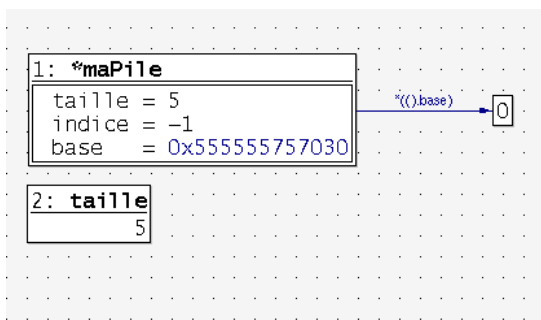 1: *maPile
taille = 5
indice = −1
base = 0x555555757030
*(().base)
0
2: taille
5